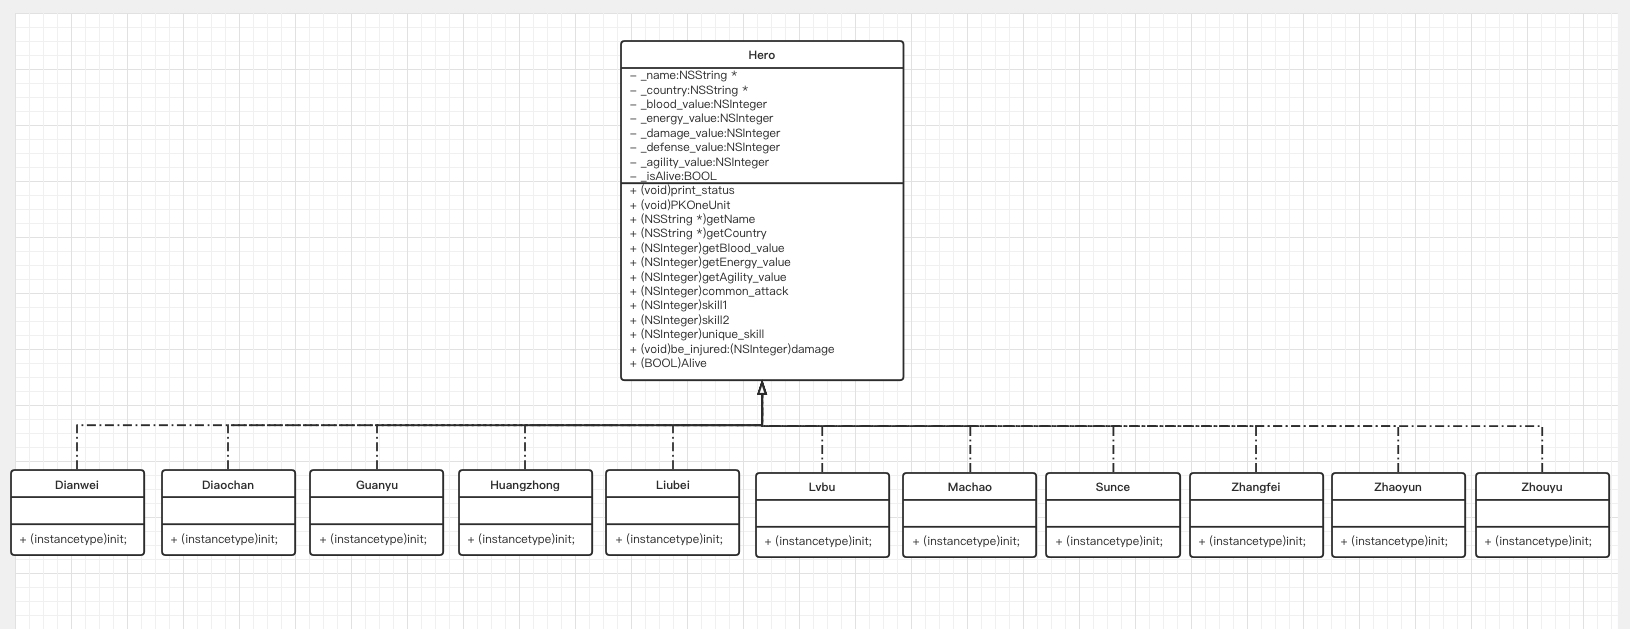 Hero
– _name:NSString *
– _country:NSString *
– _blood_value:NSInteger
– _energy_value:NSInteger
– _damage_value:NSInteger
– _defense_value:NSInteger
– _agility_value:NSInteger
– _isAlive:BOOL
+ (void)print_status
+ (void)PKOneUnit
+ (NSString *)getName
+ (NSString *)getCountry
+ (NSInteger)getBlood_value
+ (NSInteger)getEnergy_value
+ (NSInteger)getAgility_value
+ (NSInteger)common_attack
+ (NSInteger)skill1
+ (NSInteger)skill2
+ (NSInteger)unique_skill
+ (void)be_injured:(NSInteger)damage
+ (BOOL)Alive
Dianwei
+ (instancetype)init;
Diaochan
+ (instancetype)init;
Guanyu
+ (instancetype)init;
Huangzhong
+ (instancetype)init;
Liubei
+ (instancetype)init;
Lvbu
+ (instancetype)init;
Machao
+ (instancetype)init;
Sunce
+ (instancetype)init;
Zhangfei
+ (instancetype)init;
Zhaoyun
+ (instancetype)init;
Zhouyu
+ (instancetype)init;